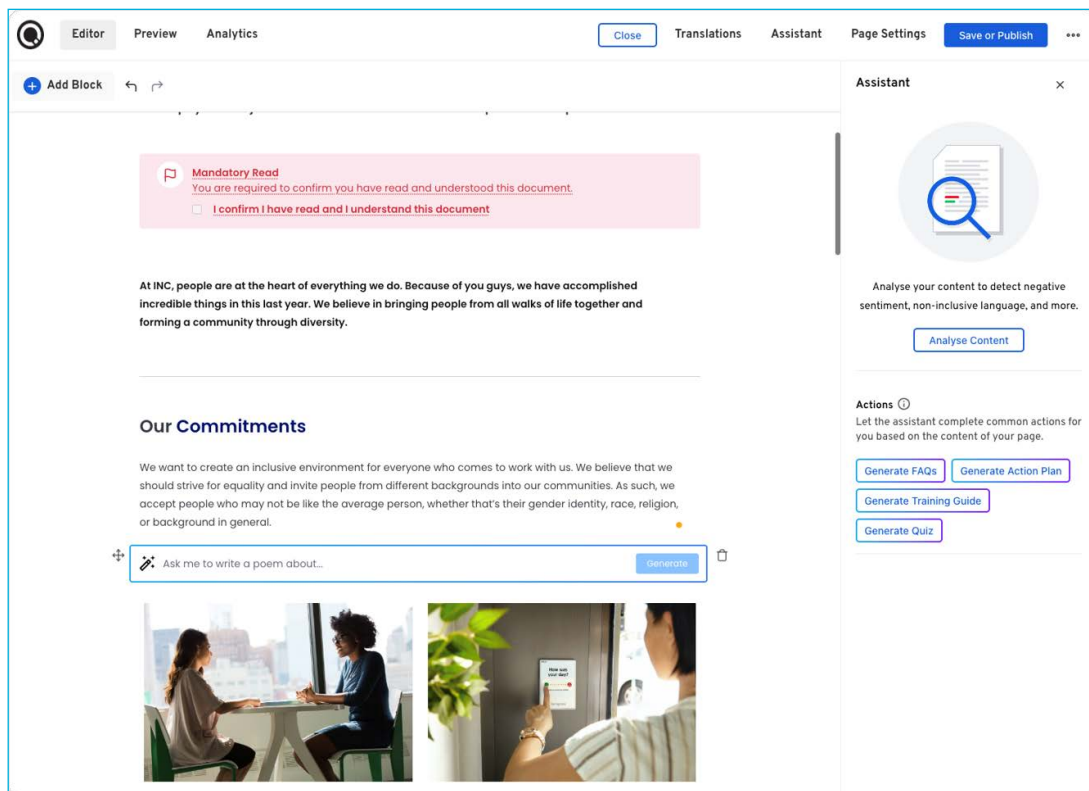 Editor Preview Analytics Close Translations Assistant Page Settings Save or Publish
Add Block
Assistant
Mandatory Read
You are required to confirm you have read and understood this document.
I confirm I have read and I understand this document
At INC, people are at the heart of everything we do. Because of you guys, we have accomplished
incredible things in this last year. We believe in bringing people from all walks of life together and
forming a community through diversity.
Our Commitments
We want to create an inclusive environment for everyone who comes to work with us. We believe that we
should strive for equality and invite people from different backgrounds into our communities. As such, we
accept people who may not be like the average person, whether that's their gender identity, race, religion,
or background in general.
Ask me to write a poem about...
Generate
How was
your day?
Analyse your content to detect negative
sentiment, non-inclusive language, and more.
Analyse Content
Actions
Let the assistant complete common actions for
you based on the content of your page.
Generate FAQs Generate Action Plan
Generate Training Guide
Generate Quiz